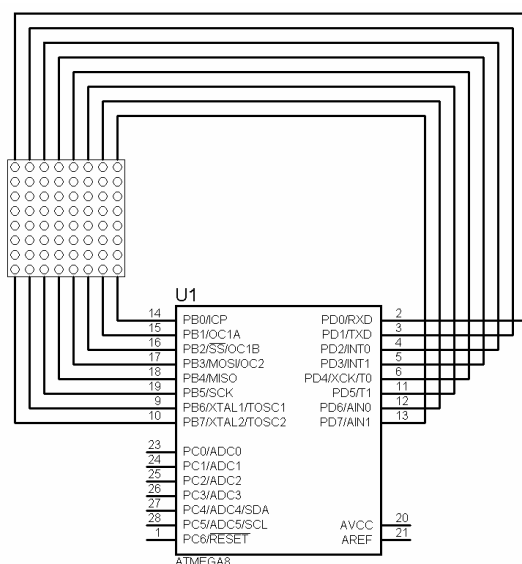 U1
14 PB0/ICP PD0/RXD 2
15 PB1/OC1A PD1/TXD 3
16 PB2/SS/OC1B PD2/INT0 4
17 PB3/MOSI/OC2 PD3/INT1 5
18 PB4/MISO PD4/XCK/T0 6
19 PB5/SCK PD5/T1 11
9 PB6/XTAL1/TOSC1 PD6/AIN0 12
10 PB7/XTAL2/TOSC2 PD7/AIN1 13
23 PC0/ADC0
24 PC1/ADC1
25 PC2/ADC2
26 PC3/ADC3
27 PC4/ADC4/SDA
28 PC5/ADC5/SCL AVCC 20
1 PC6/RESET AREF 21
ATMEGA8